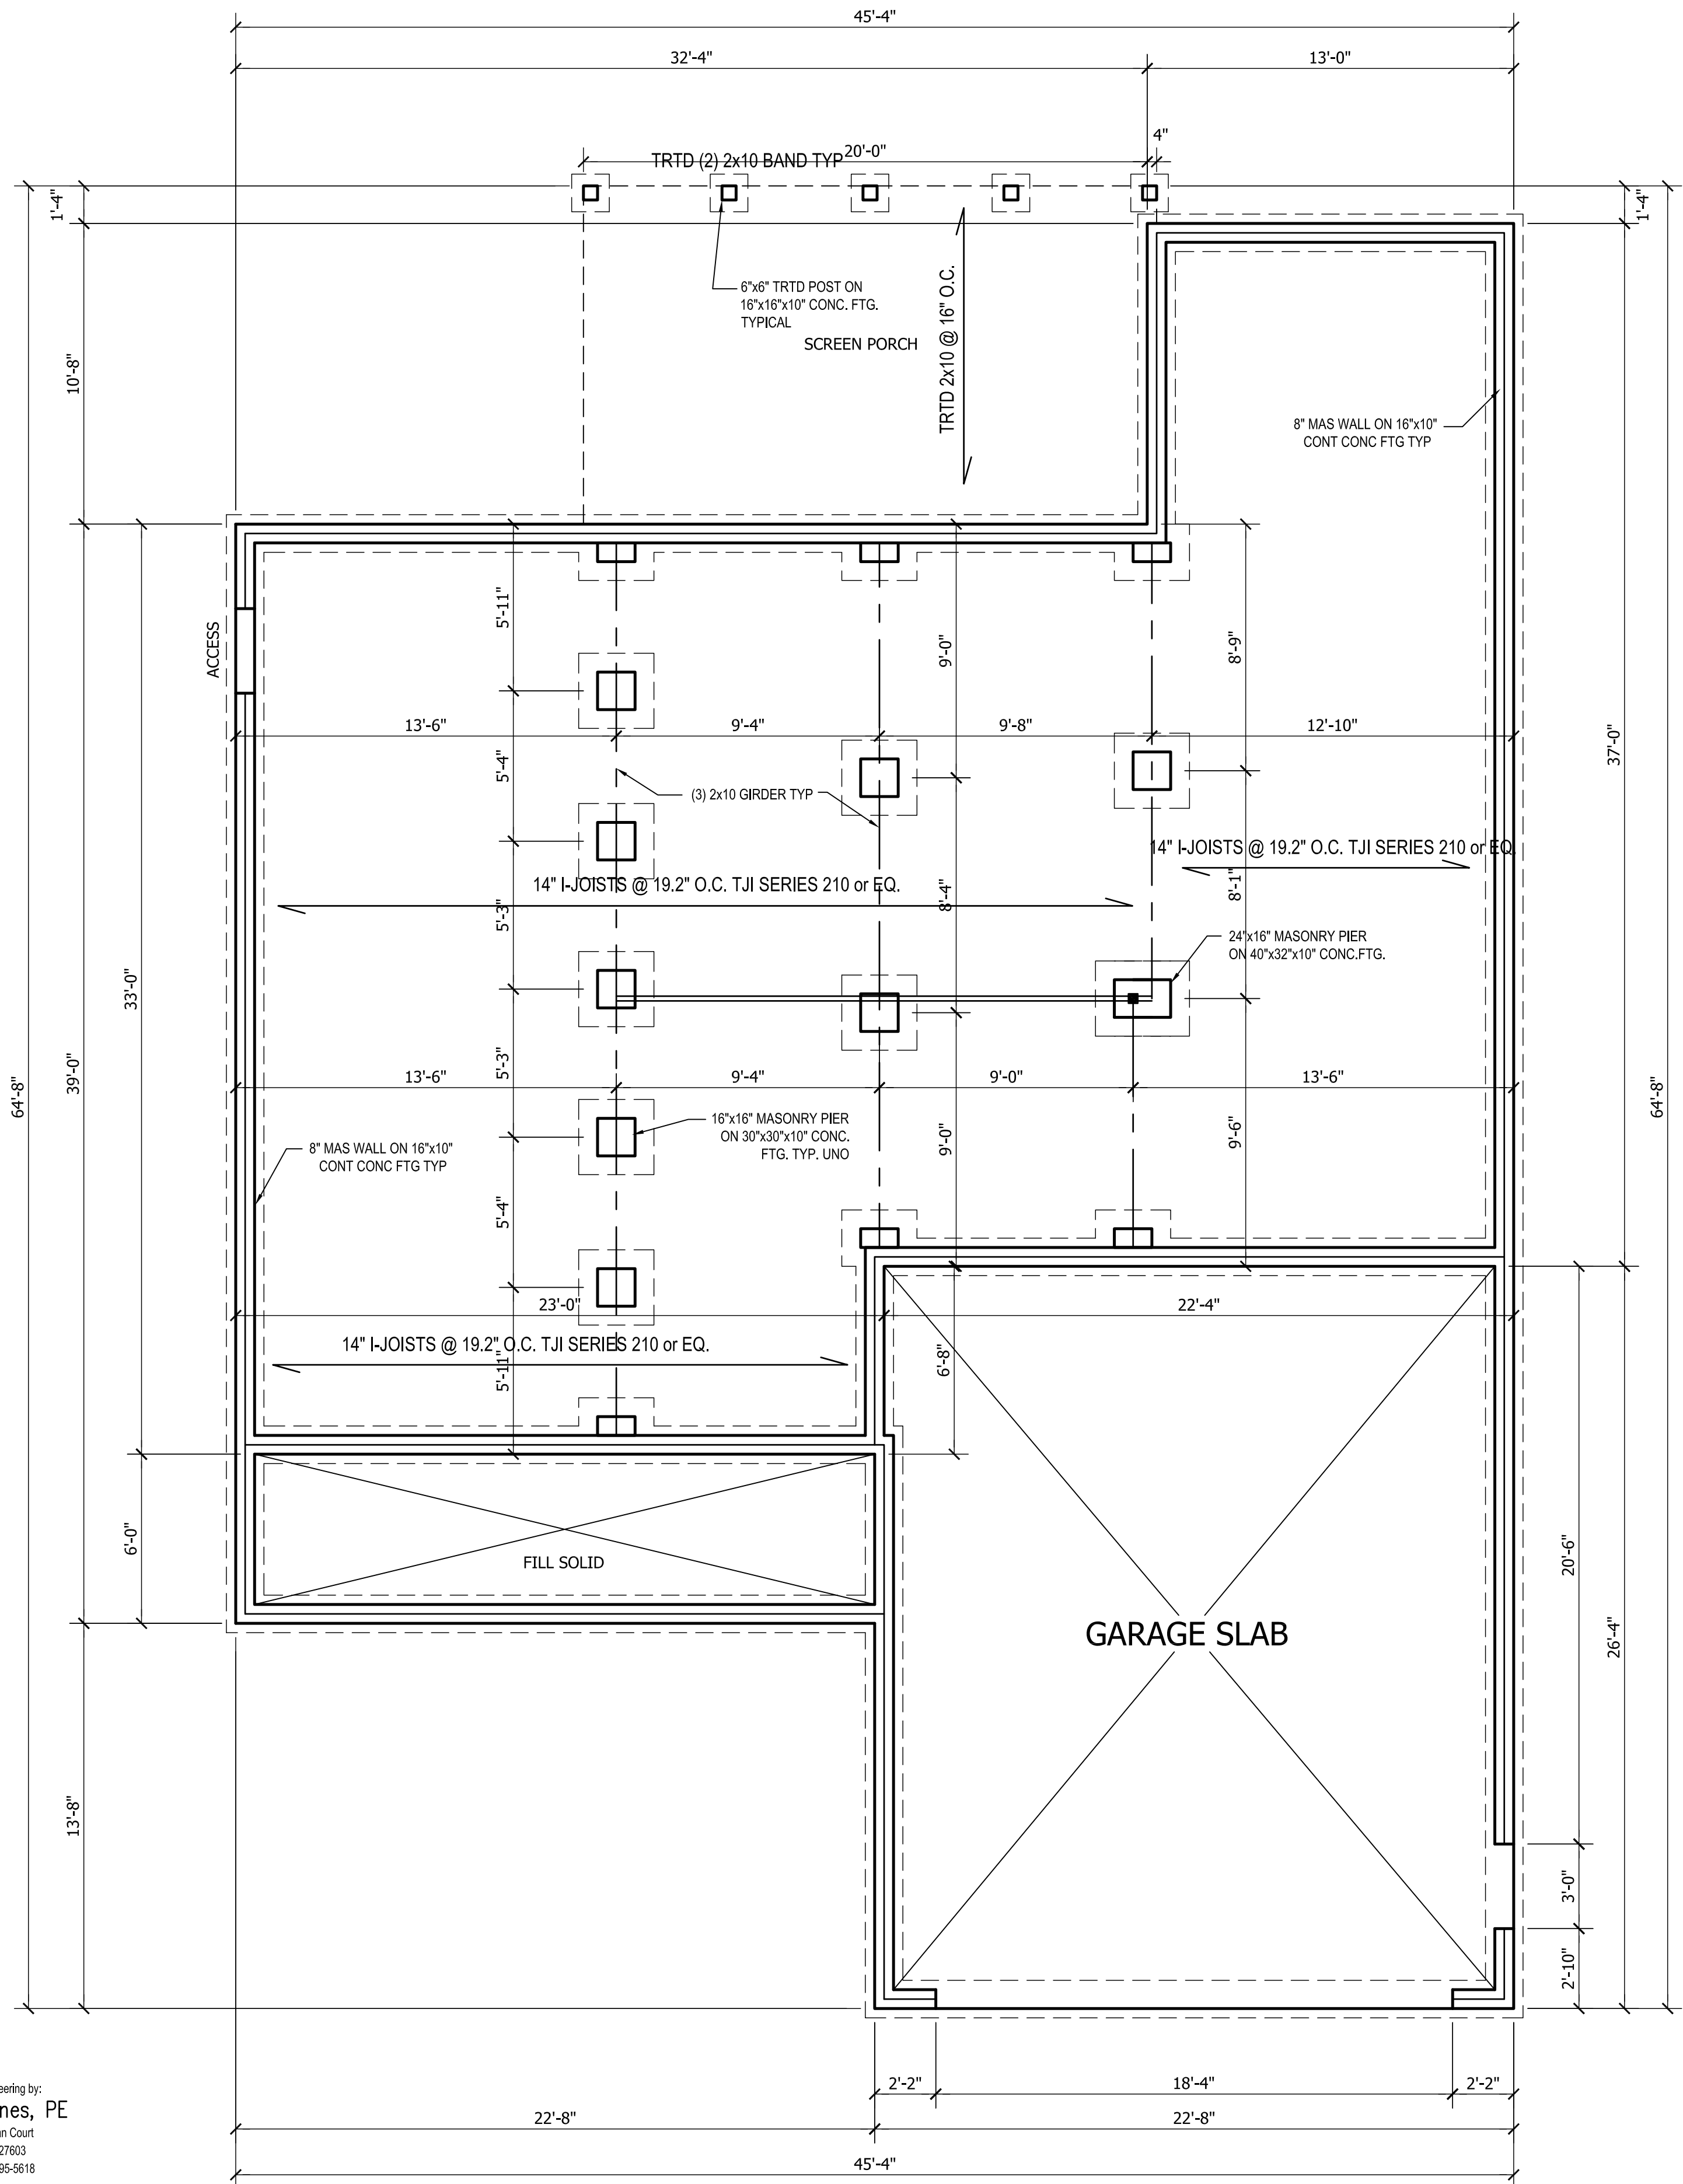 45'-4"
32'-4"
13'-0"
4"
20'-0"
TRTD (2) 2x10 BAND TYP
1'-4"
1'-4"
6"x6" TRTD POST ON
16"x16"x10" CONC. FTG.
TYPICAL
SCREEN PORCH
TRTD 2x10 @ 16" O.C.
10'-8"
8" MAS WALL ON 16"x10"
CONT CONC FTG TYP
ACCESS
5'-11"
9'-0"
8'-9"
13'-6"
9'-4"
9'-8"
12'-10"
37'-0"
5'-4"
(3) 2x10 GIRDER TYP
14" I-JOISTS @ 19.2" O.C. TJI SERIES 210 or EQ.
14" I-JOISTS @ 19.2" O.C. TJI SERIES 210 or EQ.
5'-3"
8'-4"
8'-1"
24"x16" MASONRY PIER
ON 40"x32"x10" CONC.FTG.
33'-0"
39'-0"
64'-8"
64'-8"
5'-3"
13'-6"
9'-4"
9'-0"
13'-6"
16"x16" MASONRY PIER
ON 30"x30"x10" CONC.
FTG. TYP. UNO
9'-0"
9'-6"
8" MAS WALL ON 16"x10"
CONT CONC FTG TYP
5'-4"
23'-0"
22'-4"
14" I-JOISTS @ 19.2" O.C. TJI SERIES 210 or EQ.
5'-11"
6'-8"
6'-0"
FILL SOLID
20'-6"
GARAGE SLAB
26'-4"
13'-8"
3'-0"
2'-10"
2'-2"
18'-4"
2'-2"
22'-8"
22'-8"
45'-4"
eering by:
nes, PE
n Court
27603
95-5618